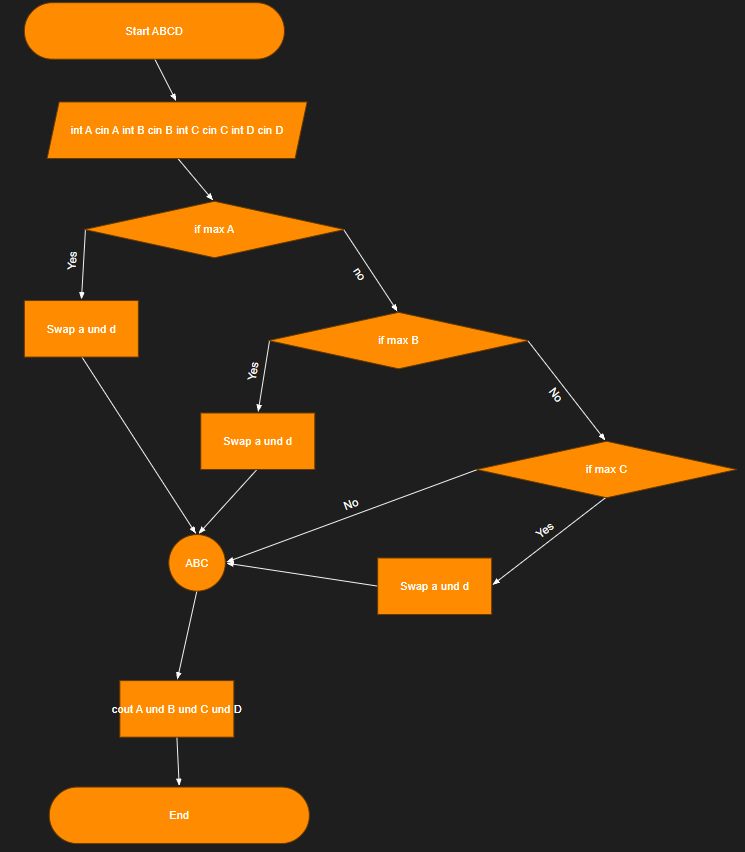 Start ABCD
int A cin A int B cin B int C cin C int D cin D
if max A
Yes
no
Swap a und d
if max B
Yes
No
Swap a und d
if max C
No
Yes
ABC
Swap a und d
cout A und B und C und D
End